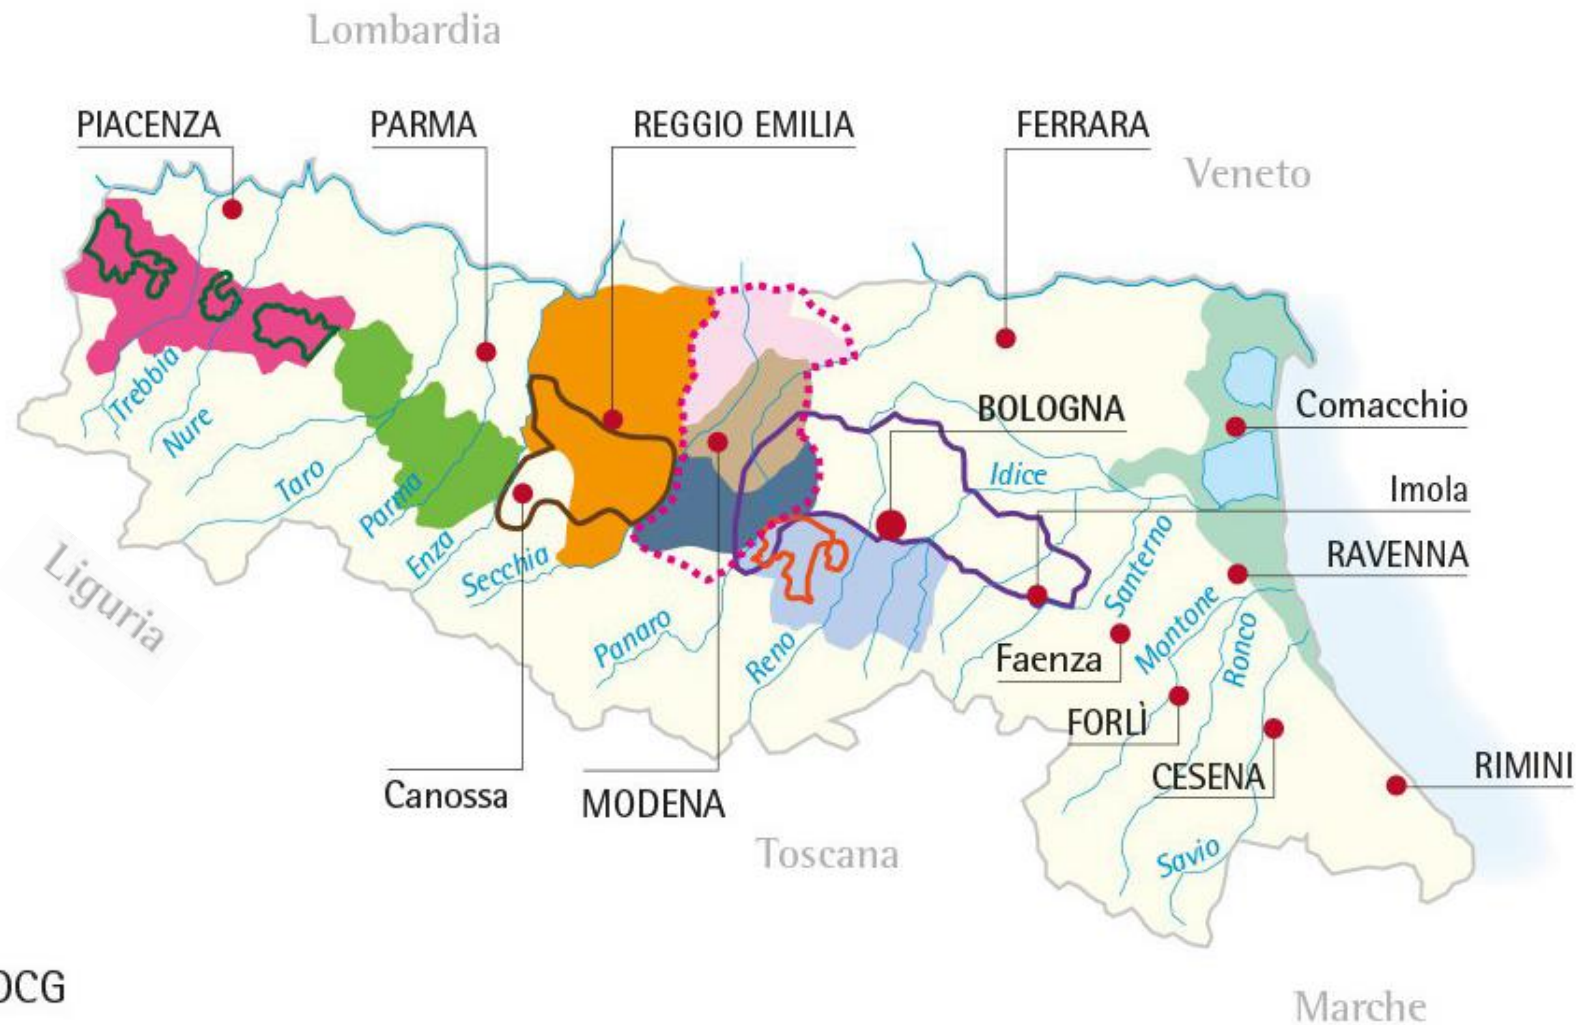 Lombardia
PIACENZA
PARMA
REGGIO EMILIA
FERRARA
Veneto
Comacchio
BOLOGNA
Trebbia
Nure
Taro
Parma
Idice
Imola
Enza
Secchia
Santerno
RAVENNA
Liguria
Panaro
Reno
Montone
Ronco
Faenza
FORLÌ
CESENA
RIMINI
Canossa
MODENA
Toscana
Savio
OCG
Marche